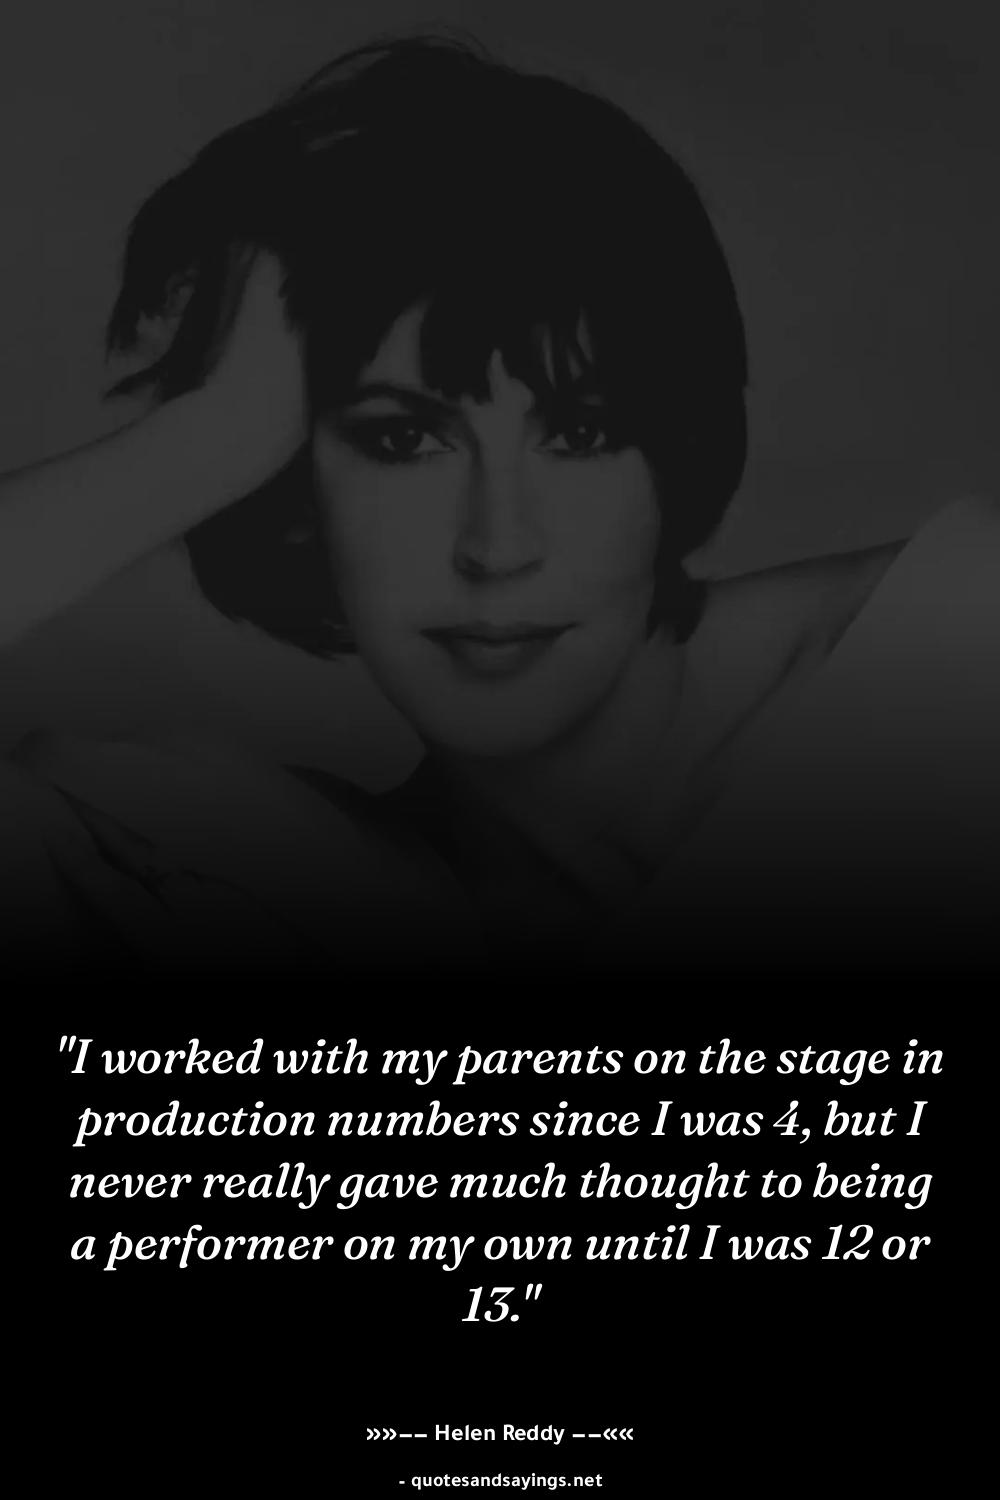 "I worked with my parents on the stage in
production numbers since I was 4, but I
never really gave much thought to being
a performer on my own until I was 12 or
13."
»»–– Helen Reddy ––««
- quotesandsayings.net